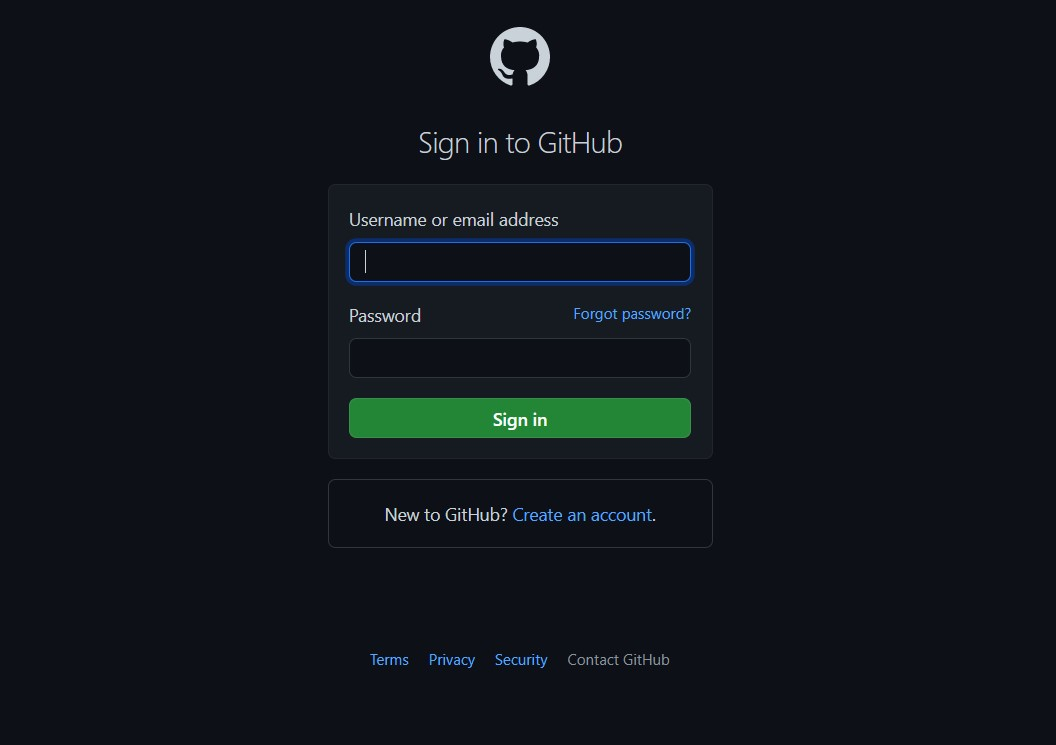 Sign in to GitHub
Username or email address
Password Forgot password?
Sign in
New to GitHub? Create an account.
Terms Privacy Security Contact GitHub